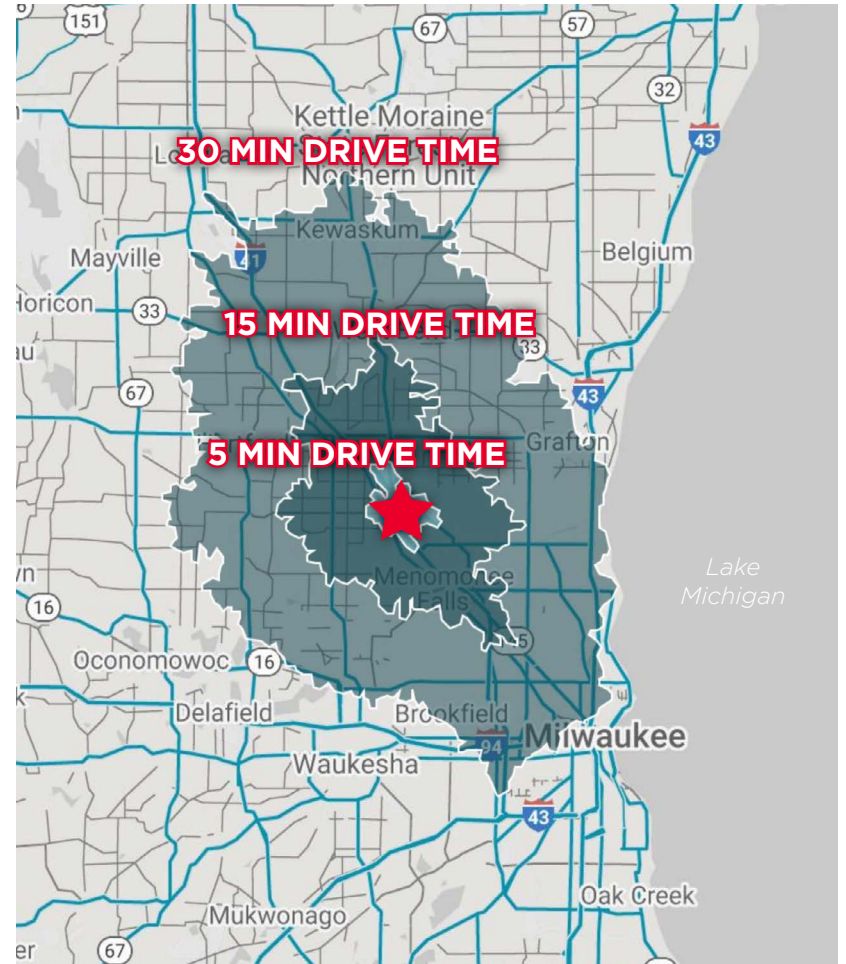 151
67
57
32
Kettle Moraine
43
30 MIN DRIVE TIME
Northern Unit
Kewaskum
41
Mayville
Belgium
Horicon
33
15 MIN DRIVE TIME
33
67
43
Grafton
5 MIN DRIVE TIME
Lake
Michigan
Menomonee
Falls
16
45
Oconomowoc
16
Delafield
Brookfield
94
Milwaukee
Waukesha
43
Oak Creek
Mukwonago
67